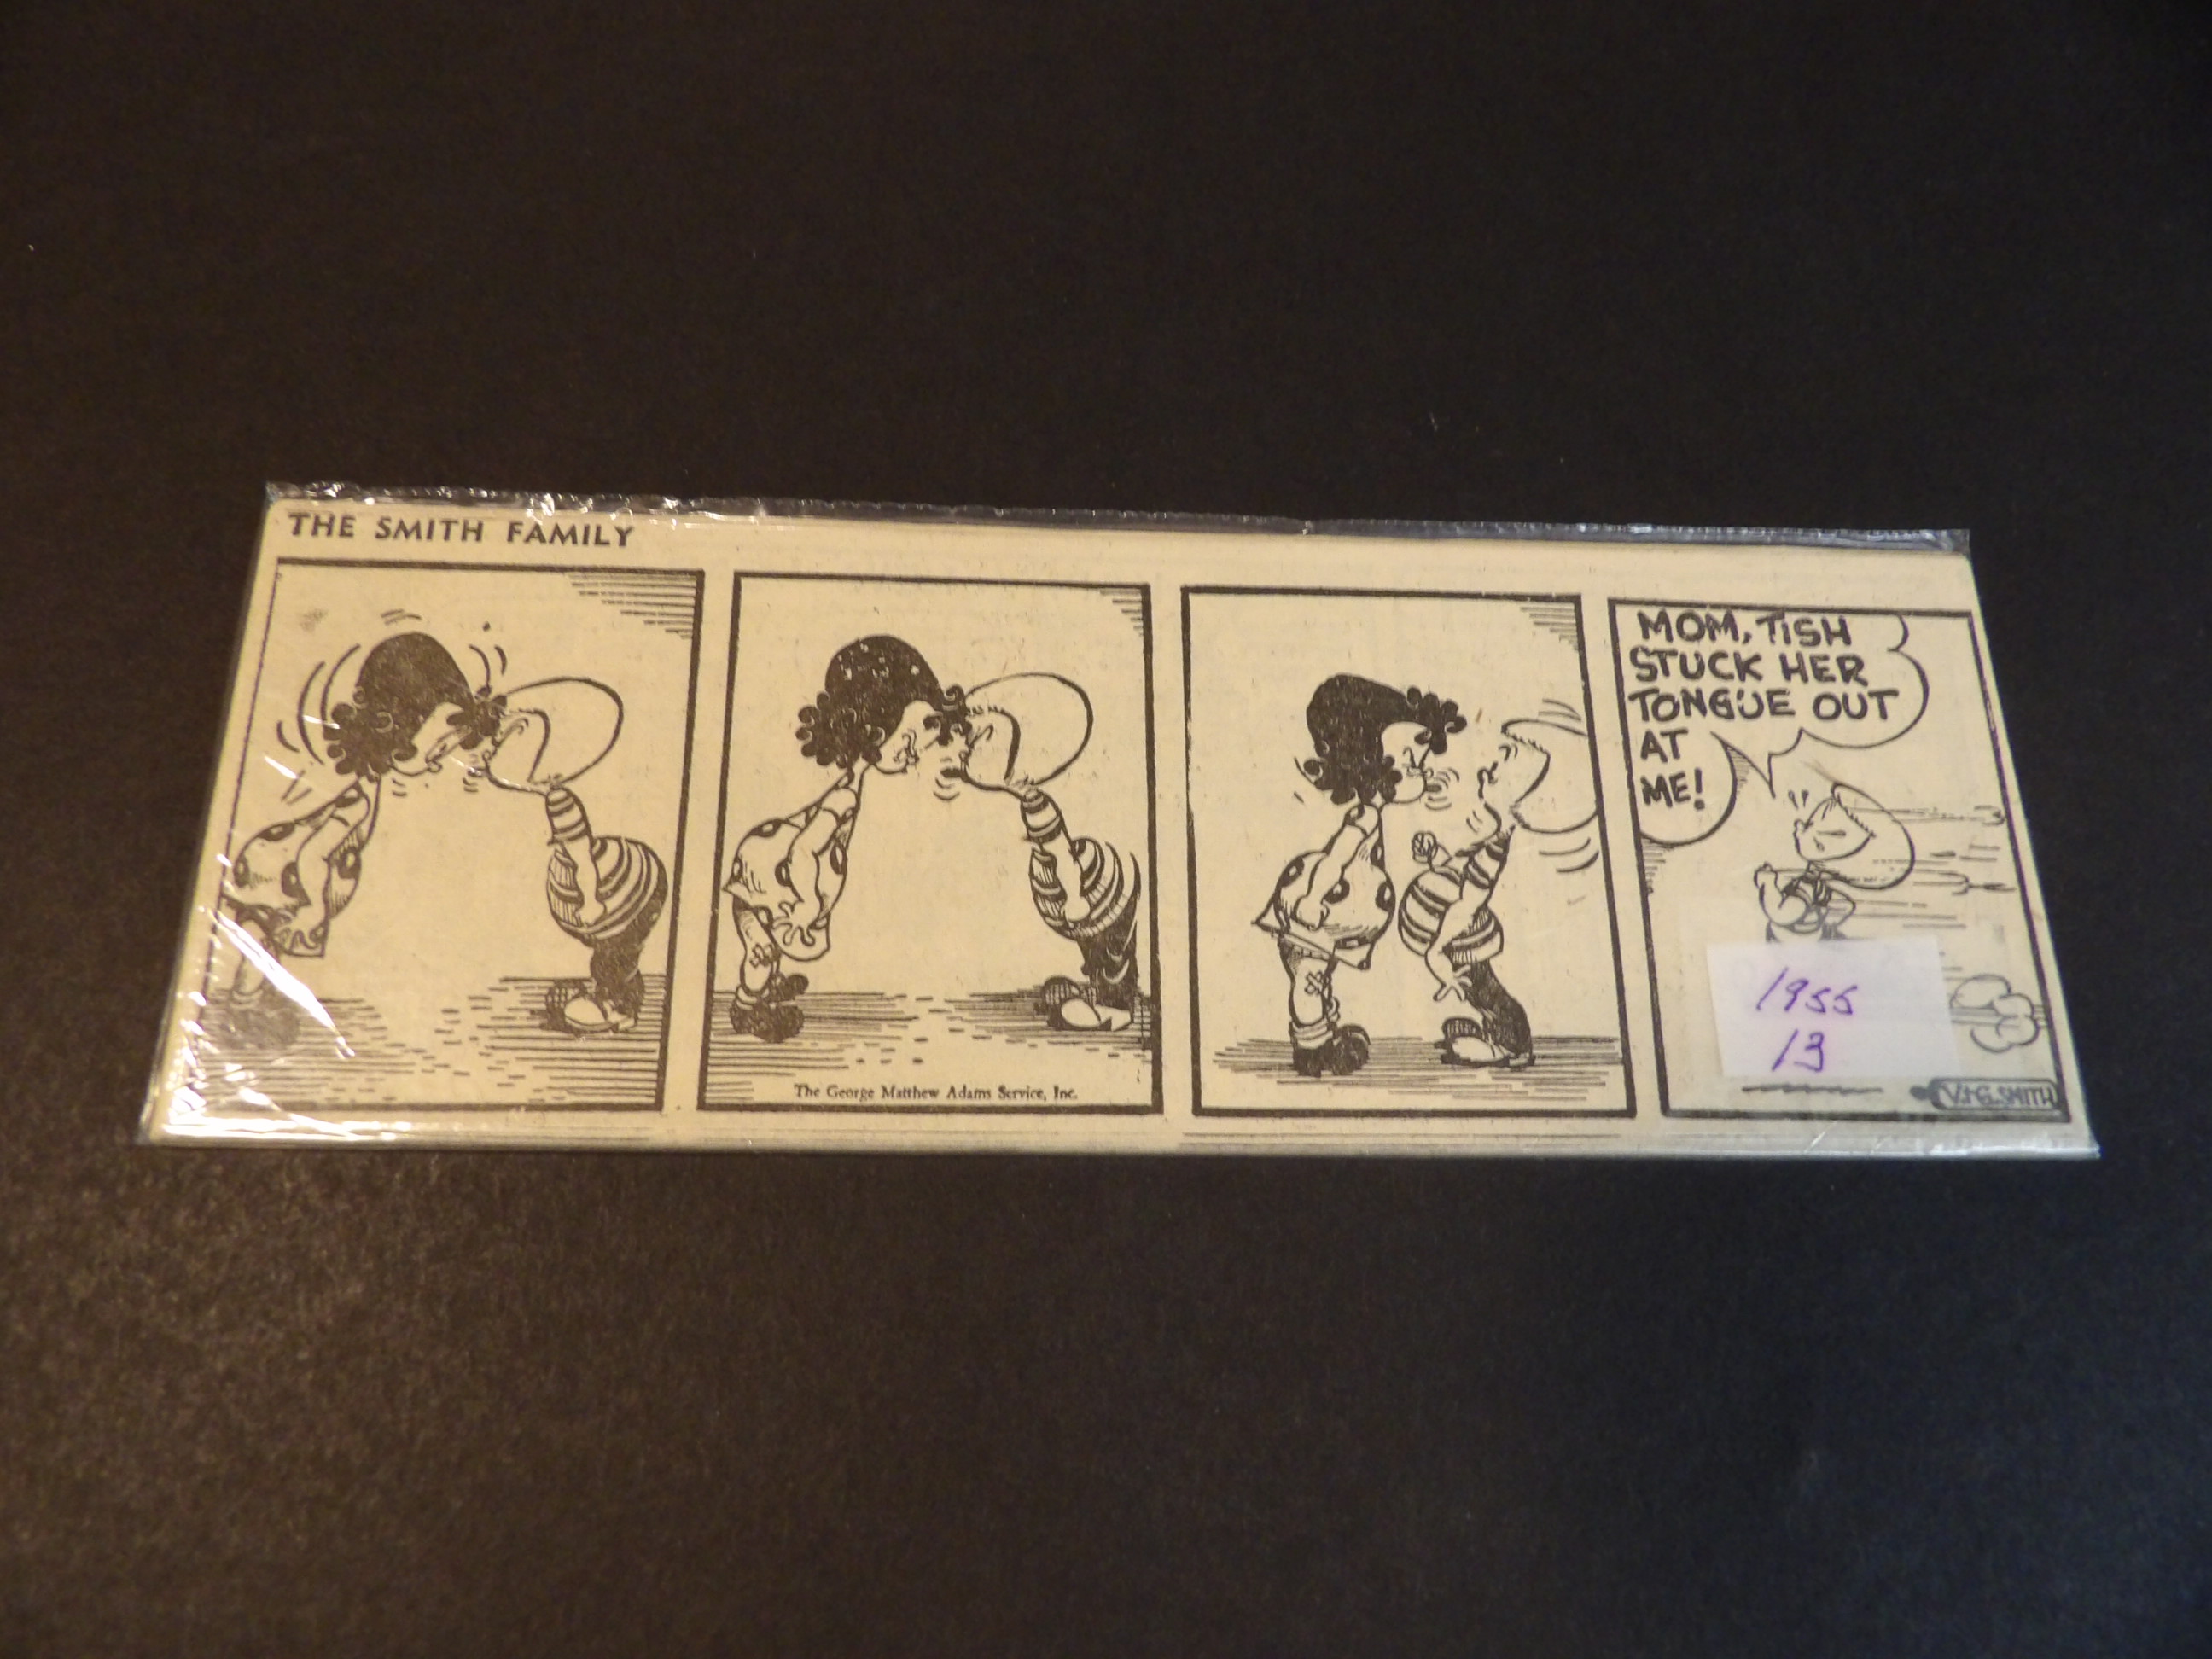 THE SMITH FAMILY
The George Matthew Adams Service, Inc.
MOM, TISH
STUCK HER
TONGUE OUT
AT
ME!
1955
13
V.+G. SMITH